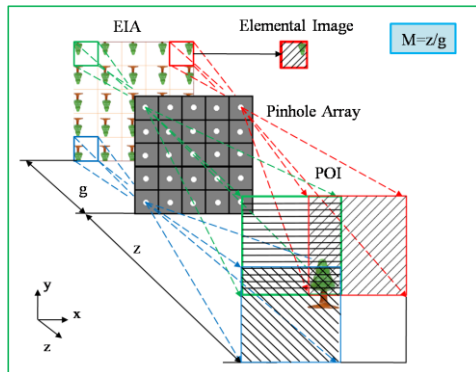 EIA
Elemental Image
M=z/g
Pinhole Array
POI
g
z
y
x
z